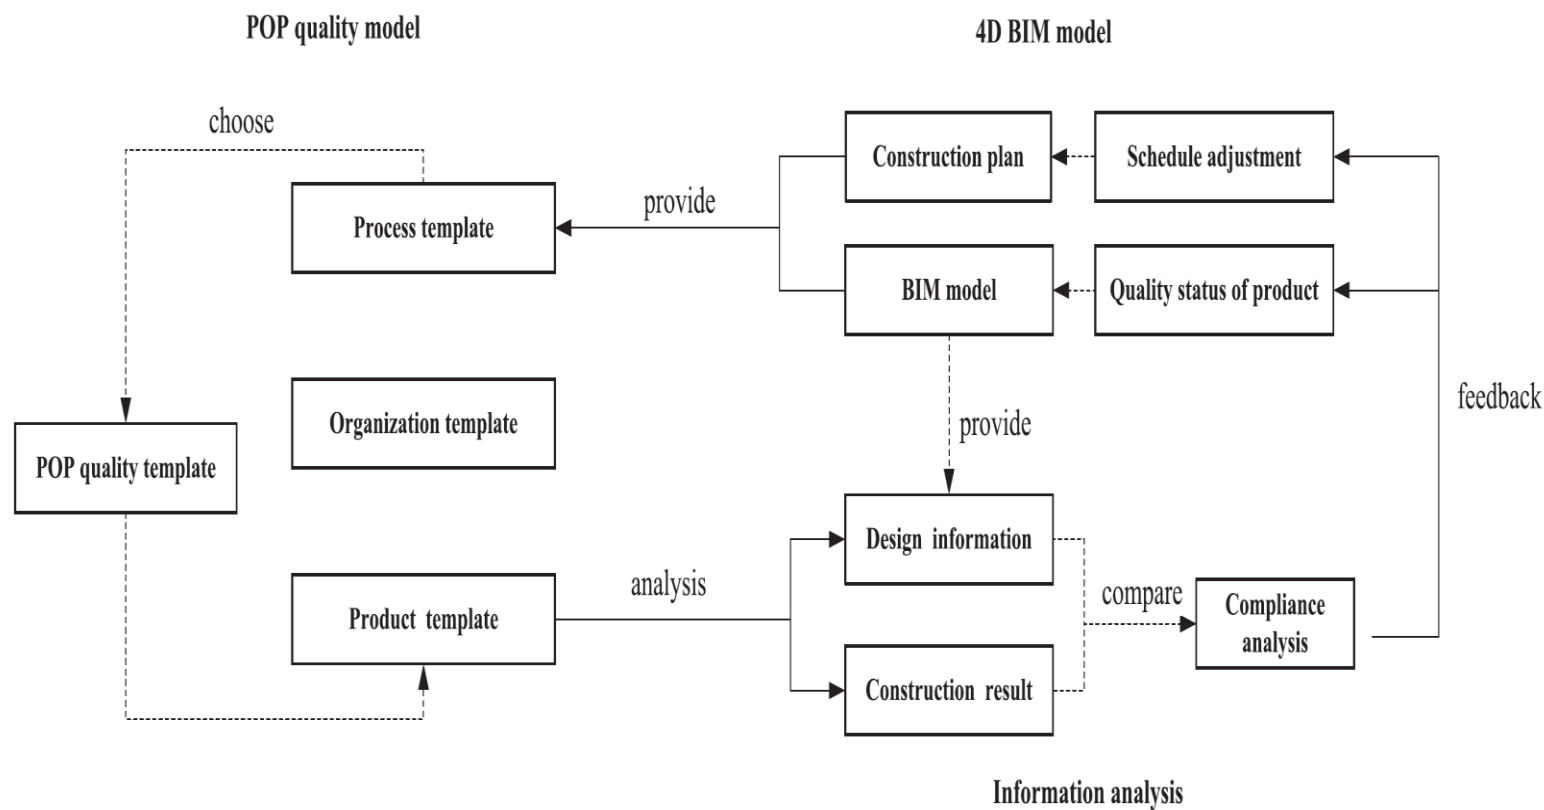 POP quality model
4D BIM model
choose
Construction plan
Schedule adjustment
provide
Process template
BIM model
Quality status of product
feedback
Organization template
provide
POP quality template
Design information
analysis
compare
Compliance
analysis
Product template
Construction result
Information analysis